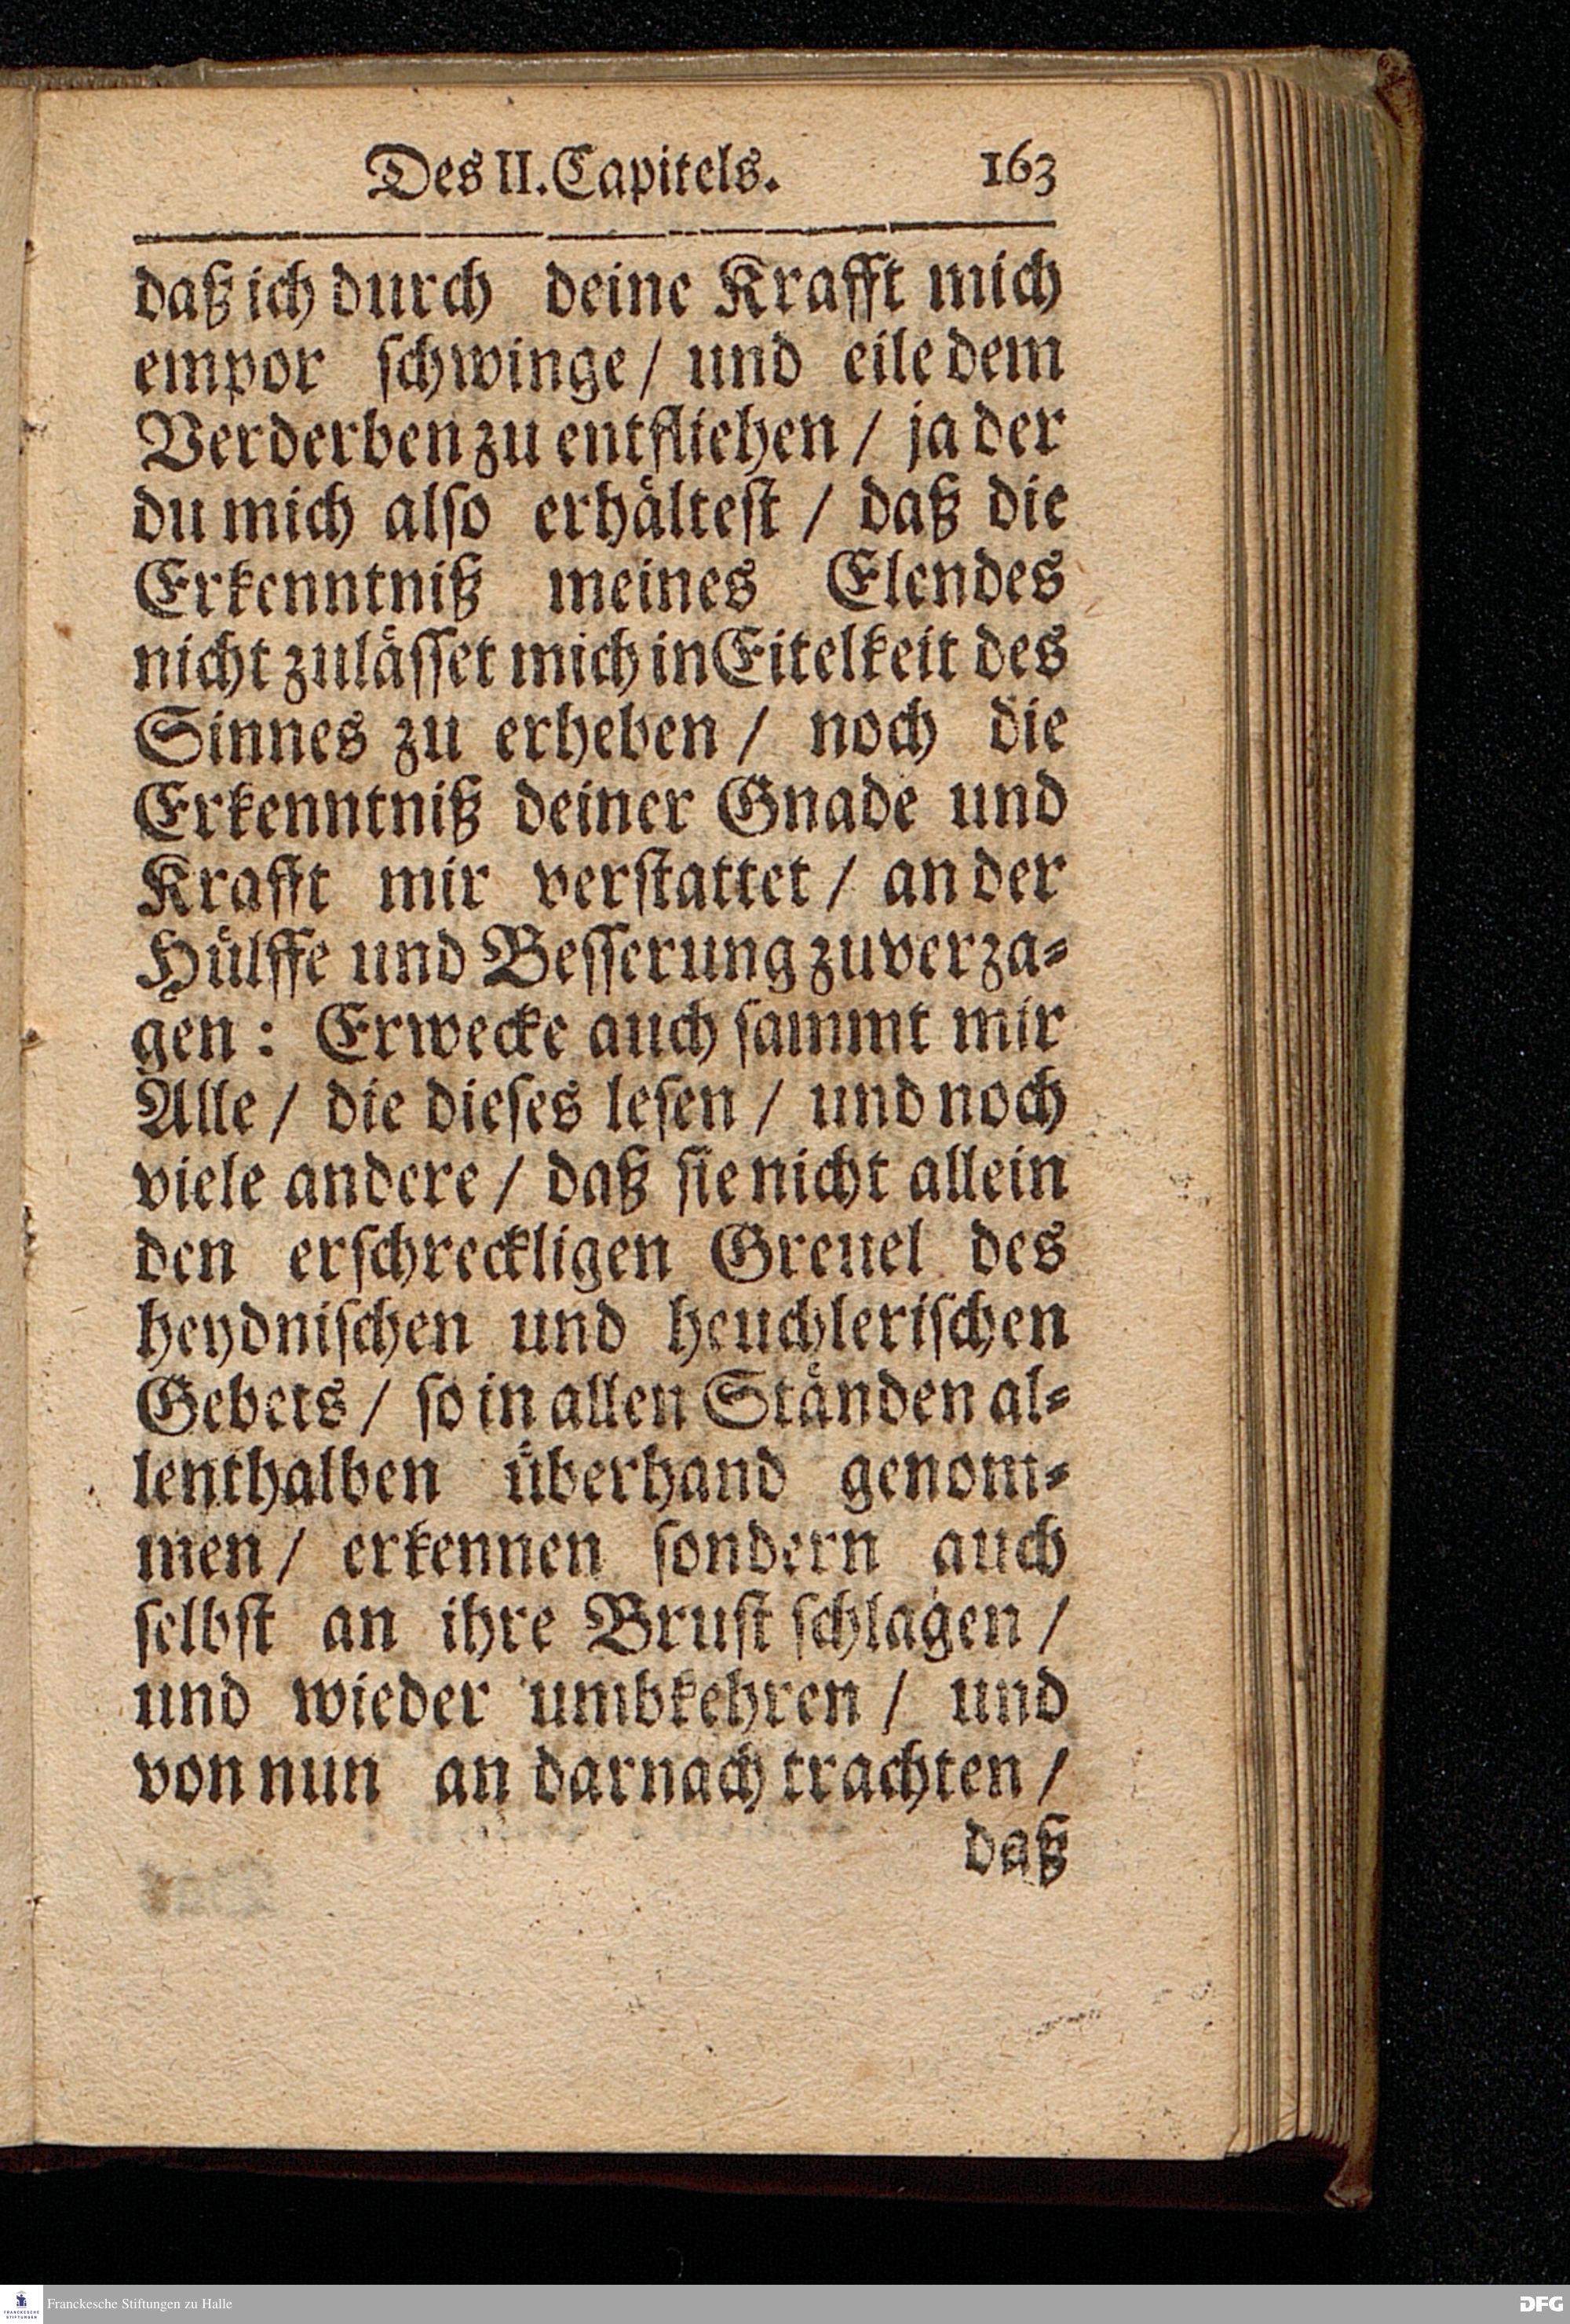 Des II. Capitels. 163
daß ich durch deine Krafft mich
empor schwinge / und eile dem
Verderben zu entfliehen / ja der
du mich also erhältest / daß die
Erkenntniß meines Elendes
nicht zulässet mich in Eitelkeit des
Sinnes zu erheben / noch die
Erkenntniß deiner Gnade und
Krafft mir verstattet / an der
Hülffe und Besserung zuverza-
gen: Erwecke auch sammt mir
Alle / die dieses lesen / und noch
viele andere / daß sie nicht allein
den erschreckligen Greuel des
heydnischen und heuchlerischen
Gebets / so in allen Ständen al-
lenthalben überhand genom-
men / erkennen sondern auch
selbst an ihre Brust schlagen /
und wieder umbkehren / und
von nun an darnach trachten /
daß
FRANCKESCHE
STIFTUNGEN
Franckesche Stiftungen zu Halle
DFG